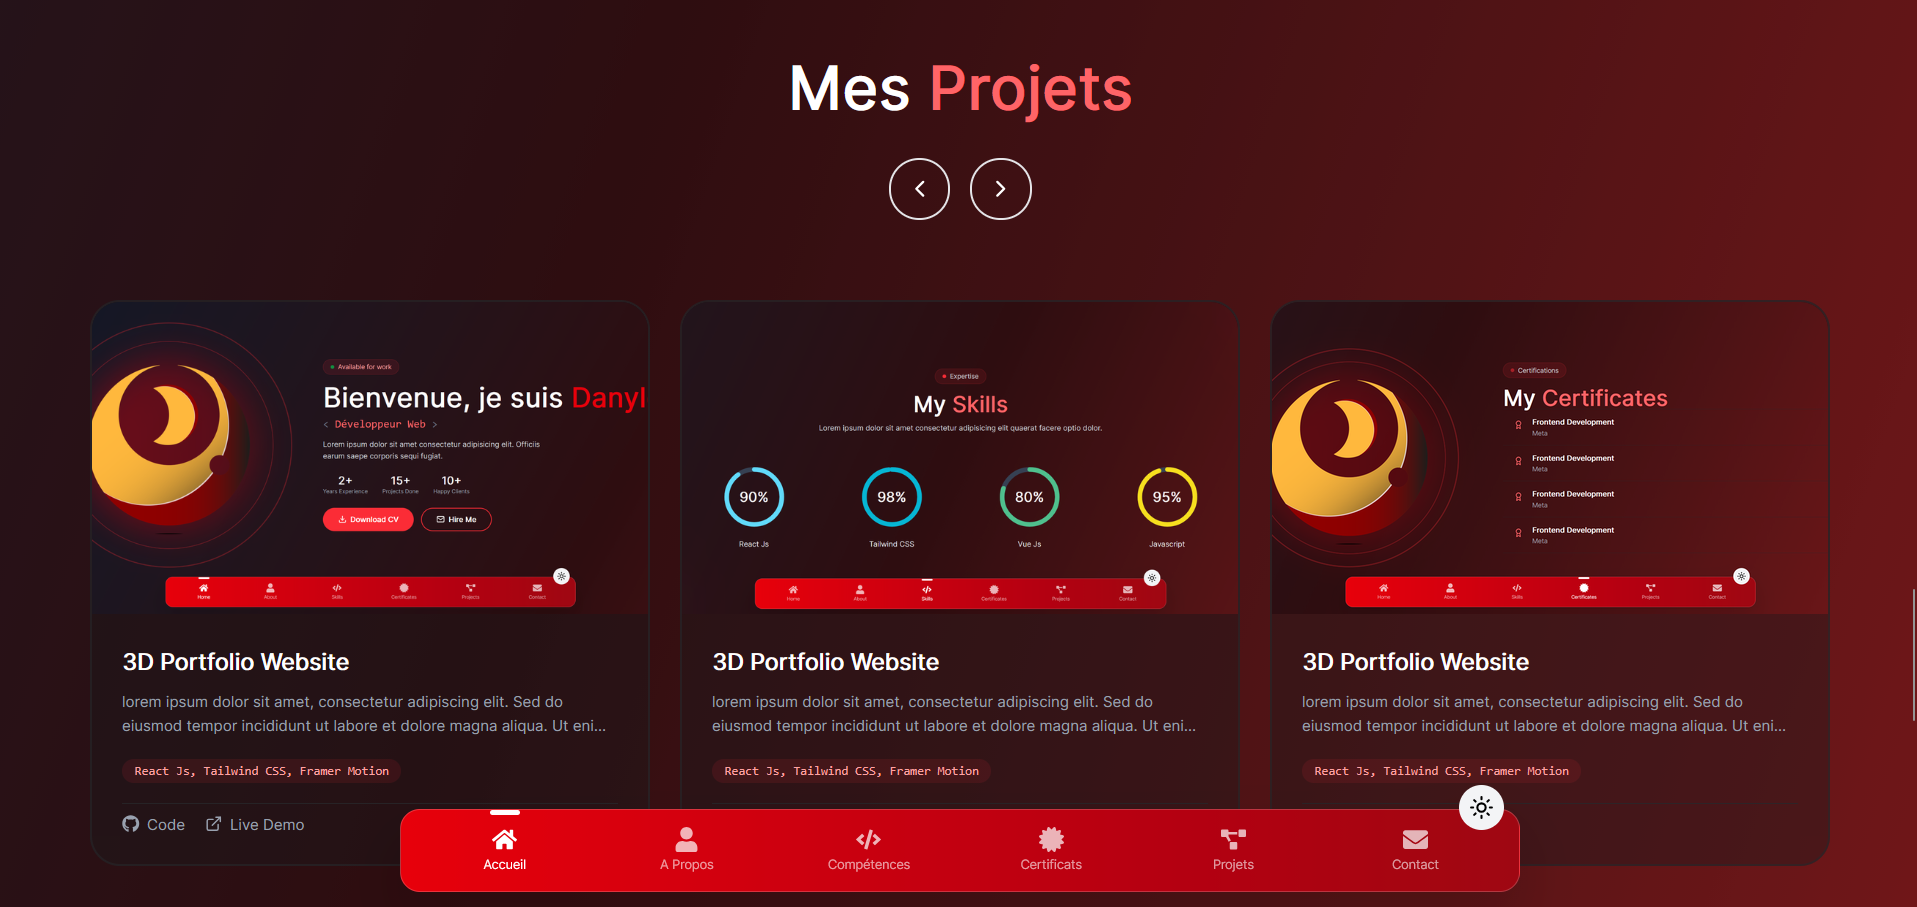 Mes Projets
Available for work
Bienvenue, je suis Danyl
< Développeur Web >
Lorem ipsum dolor sit amet consectetur adipisicing elit. Officiis
earum saepe corporis sequi fugiat.
2+ 15+ 10+
Years Experience Projects Done Happy Clients
Download CV Hire Me
Home About Skills Certificates Projects Contact
3D Portfolio Website
lorem ipsum dolor sit amet, consectetur adipiscing elit. Sed do
eiusmod tempor incididunt ut labore et dolore magna aliqua. Ut eni...
React Js, Tailwind CSS, Framer Motion
Code Live Demo
Expertise
My Skills
Lorem ipsum dolor sit amet consectetur adipisicing elit quaerat facere optio dolor.
90% 98% 80% 95%
React Js Tailwind CSS Vue Js Javascript
Home About Skills Certificates Projects Contact
3D Portfolio Website
lorem ipsum dolor sit amet, consectetur adipiscing elit. Sed do
eiusmod tempor incididunt ut labore et dolore magna aliqua. Ut eni...
React Js, Tailwind CSS, Framer Motion
Certifications
My Certificates
Frontend Development
Meta
Frontend Development
Meta
Frontend Development
Meta
Frontend Development
Meta
Home About Skills Certificates Projects Contact
3D Portfolio Website
lorem ipsum dolor sit amet, consectetur adipiscing elit. Sed do
eiusmod tempor incididunt ut labore et dolore magna aliqua. Ut eni...
React Js, Tailwind CSS, Framer Motion
Accueil A Propos Compétences Certificats Projets Contact